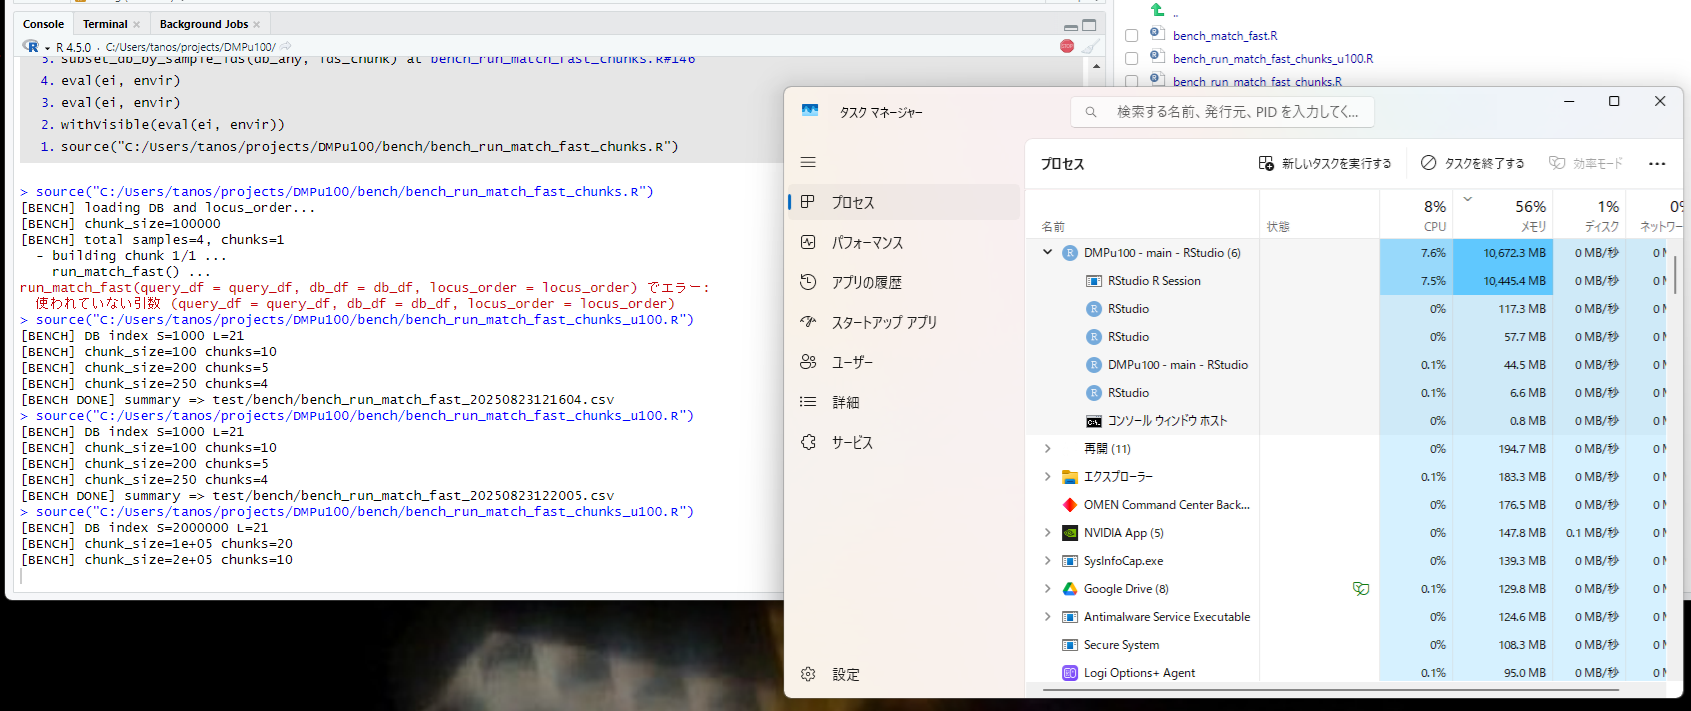 Console
Terminal
Background Jobs
R 4.5.0 · C:/Users/tanos/projects/DMPu100/
STOP
5. subset_db_by_sample_ids(db_any, ids_chunk) at bench_run_match_fast_chunks.R#146
4. eval(ei, envir)
3. eval(ei, envir)
2. withVisible(eval(ei, envir))
1. source("C:/Users/tanos/projects/DMPu100/bench/bench_run_match_fast_chunks.R")
> source("C:/Users/tanos/projects/DMPu100/bench/bench_run_match_fast_chunks.R")
[BENCH] loading DB and locus_order...
[BENCH] chunk_size=100000
[BENCH] total samples=4, chunks=1
- building chunk 1/1 ...
run_match_fast() ...
run_match_fast(query_df = query_df, db_df = db_df, locus_order = locus_order) でエラー:
使われていない引数 (query_df = query_df, db_df = db_df, locus_order = locus_order)
> source("C:/Users/tanos/projects/DMPu100/bench/bench_run_match_fast_chunks_u100.R")
[BENCH] DB index S=1000 L=21
[BENCH] chunk_size=100 chunks=10
[BENCH] chunk_size=200 chunks=5
[BENCH] chunk_size=250 chunks=4
[BENCH DONE] summary => test/bench/bench_run_match_fast_20250823121604.csv
> source("C:/Users/tanos/projects/DMPu100/bench/bench_run_match_fast_chunks_u100.R")
[BENCH] DB index S=1000 L=21
[BENCH] chunk_size=100 chunks=10
[BENCH] chunk_size=200 chunks=5
[BENCH] chunk_size=250 chunks=4
[BENCH DONE] summary => test/bench/bench_run_match_fast_20250823122005.csv
> source("C:/Users/tanos/projects/DMPu100/bench/bench_run_match_fast_chunks_u100.R")
[BENCH] DB index S=2000000 L=21
[BENCH] chunk_size=1e+05 chunks=20
[BENCH] chunk_size=2e+05 chunks=10
..
bench_match_fast.R
bench_run_match_fast_chunks_u100.R
bench_run_match_fast_chunks.R
タスク マネージャー
検索する名前、発行元、PID を入力してく...
プロセス
パフォーマンス
アプリの履歴
スタートアップ アプリ
ユーザー
詳細
サービス
設定
プロセス
新しいタスクを実行する
タスクを終了する
効率モード
8% 56% 1% 0%
名前 状態 CPU メモリ ディスク ネットワー
DMPu100 - main - RStudio (6) 7.6% 10,672.3 MB 0 MB/秒 0 M
RStudio R Session 7.5% 10,445.4 MB 0 MB/秒 0 M
RStudio 0% 117.3 MB 0 MB/秒 0 M
RStudio 0% 57.7 MB 0 MB/秒 0 M
DMPu100 - main - RStudio 0.1% 44.5 MB 0 MB/秒 0 M
RStudio 0.1% 6.6 MB 0 MB/秒 0 M
コンソール ウィンドウ ホスト 0% 0.8 MB 0 MB/秒 0 M
再開 (11) 0% 194.7 MB 0 MB/秒 0 M
エクスプローラー 0.1% 183.3 MB 0 MB/秒 0 M
OMEN Command Center Back... 0% 176.5 MB 0 MB/秒 0 M
NVIDIA App (5) 0% 147.8 MB 0.1 MB/秒 0 M
SysInfoCap.exe 0% 139.3 MB 0 MB/秒 0 M
Google Drive (8) 0.1% 129.8 MB 0 MB/秒 0 M
Antimalware Service Executable 0% 124.6 MB 0 MB/秒 0 M
Secure System 0% 108.3 MB 0 MB/秒 0 M
Logi Options+ Agent 0.1% 95.0 MB 0 MB/秒 0 M